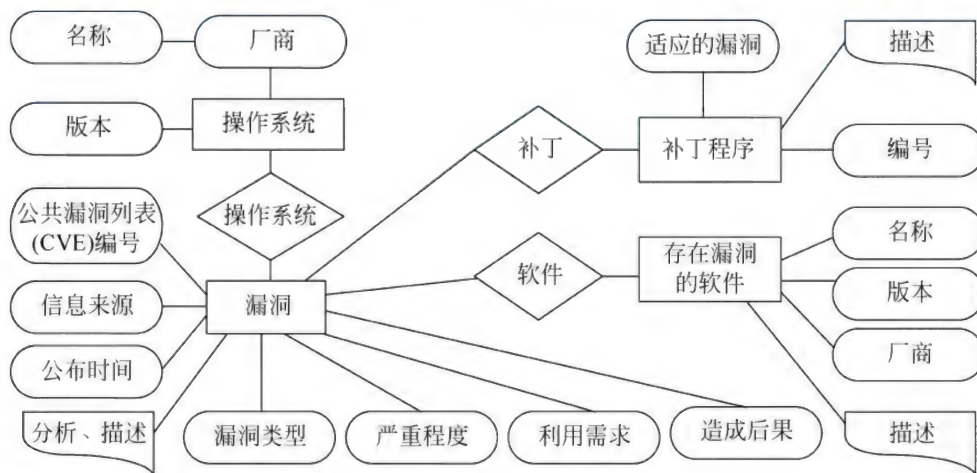 名称
厂商
适应的漏洞
描述
版本
操作系统
补丁
补丁程序
编号
公共漏洞列表
(CVE)编号
操作系统
名称
软件
存在漏洞
的软件
版本
信息来源
漏洞
厂商
公布时间
分析、描述
漏洞类型
严重程度
利用需求
造成后果
描述